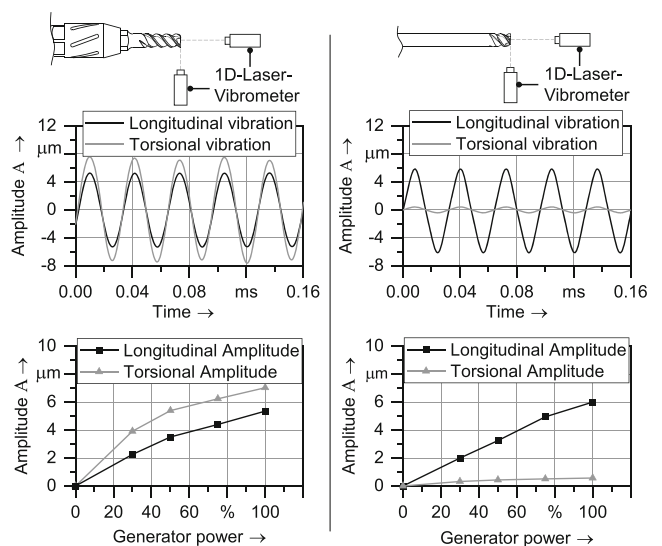 1D-Laser-
Vibrometer
12
μm
4
0
-4
-8
Amplitude A →
Longitudinal vibration
Torsional vibration
0.00 0.04 0.08 ms 0.16
Time →
10
μm
6
4
2
0
Amplitude A →
Longitudinal Amplitude
Torsional Amplitude
0 20 40 60 % 100
Generator power →
1D-Laser-
Vibrometer
12
μm
4
0
-4
-8
Amplitude A →
Longitudinal vibration
Torsional vibration
0.00 0.04 0.08 ms 0.16
Time →
10
μm
6
4
2
0
Amplitude A →
Longitudinal Amplitude
Torsional Amplitude
0 20 40 60 % 100
Generator power →